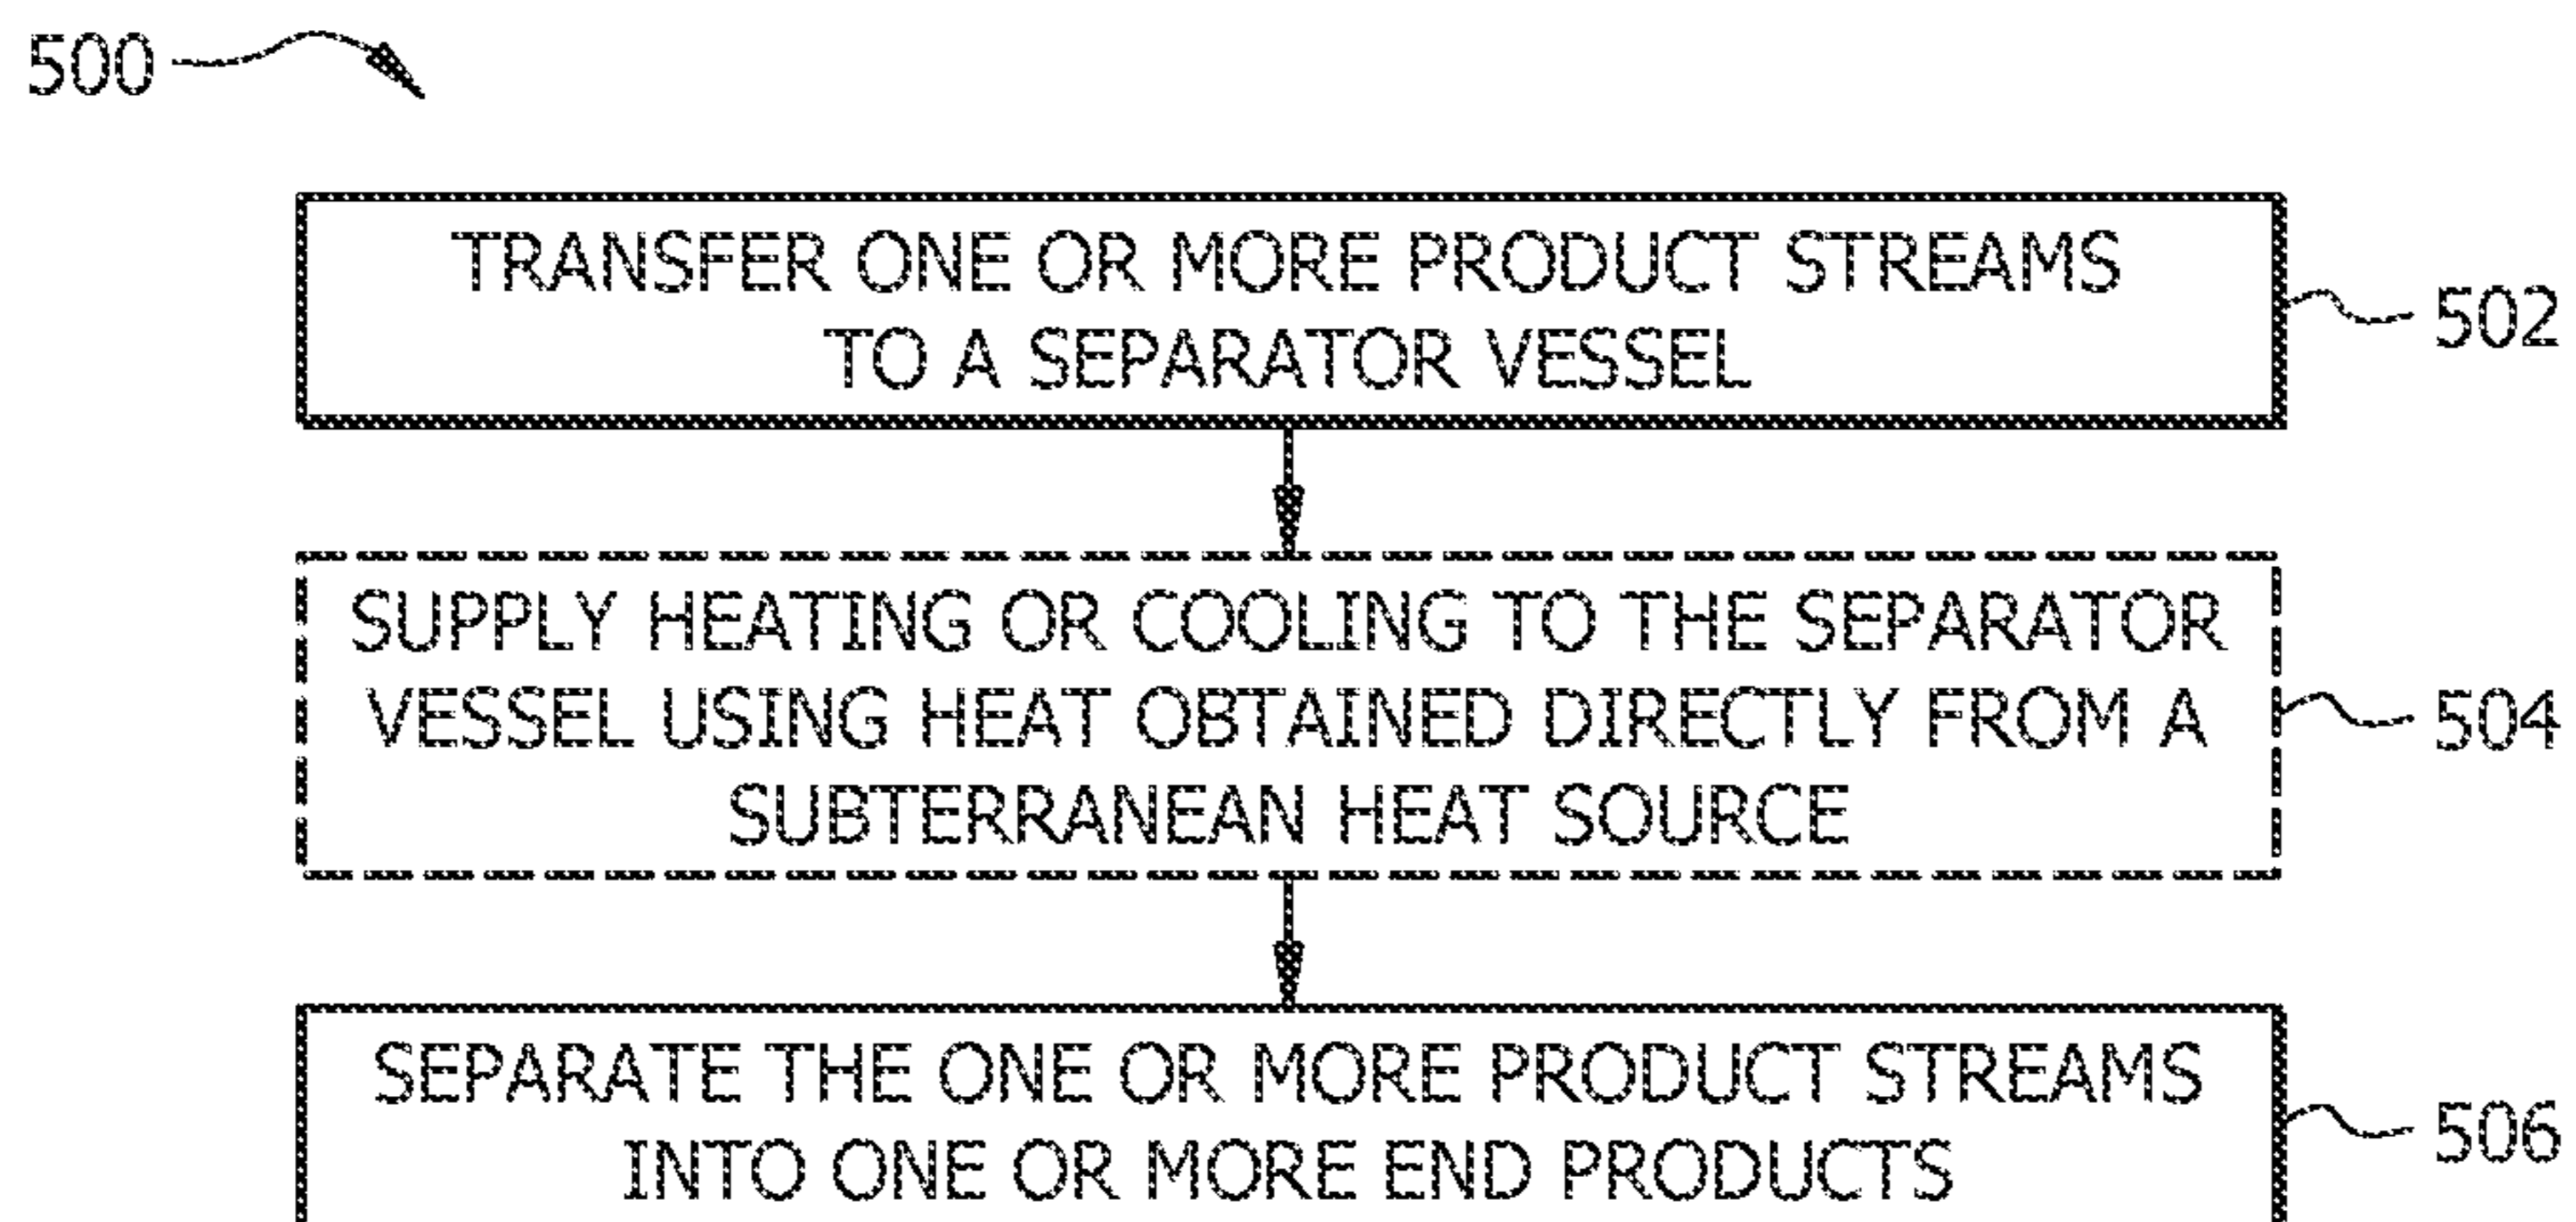 500
TRANSFER ONE OR MORE PRODUCT STREAMS
TO A SEPARATOR VESSEL
502
SUPPLY HEATING OR COOLING TO THE SEPARATOR
VESSEL USING HEAT OBTAINED DIRECTLY FROM A
SUBTERRANEAN HEAT SOURCE
504
SEPARATE THE ONE OR MORE PRODUCT STREAMS
INTO ONE OR MORE END PRODUCTS
506